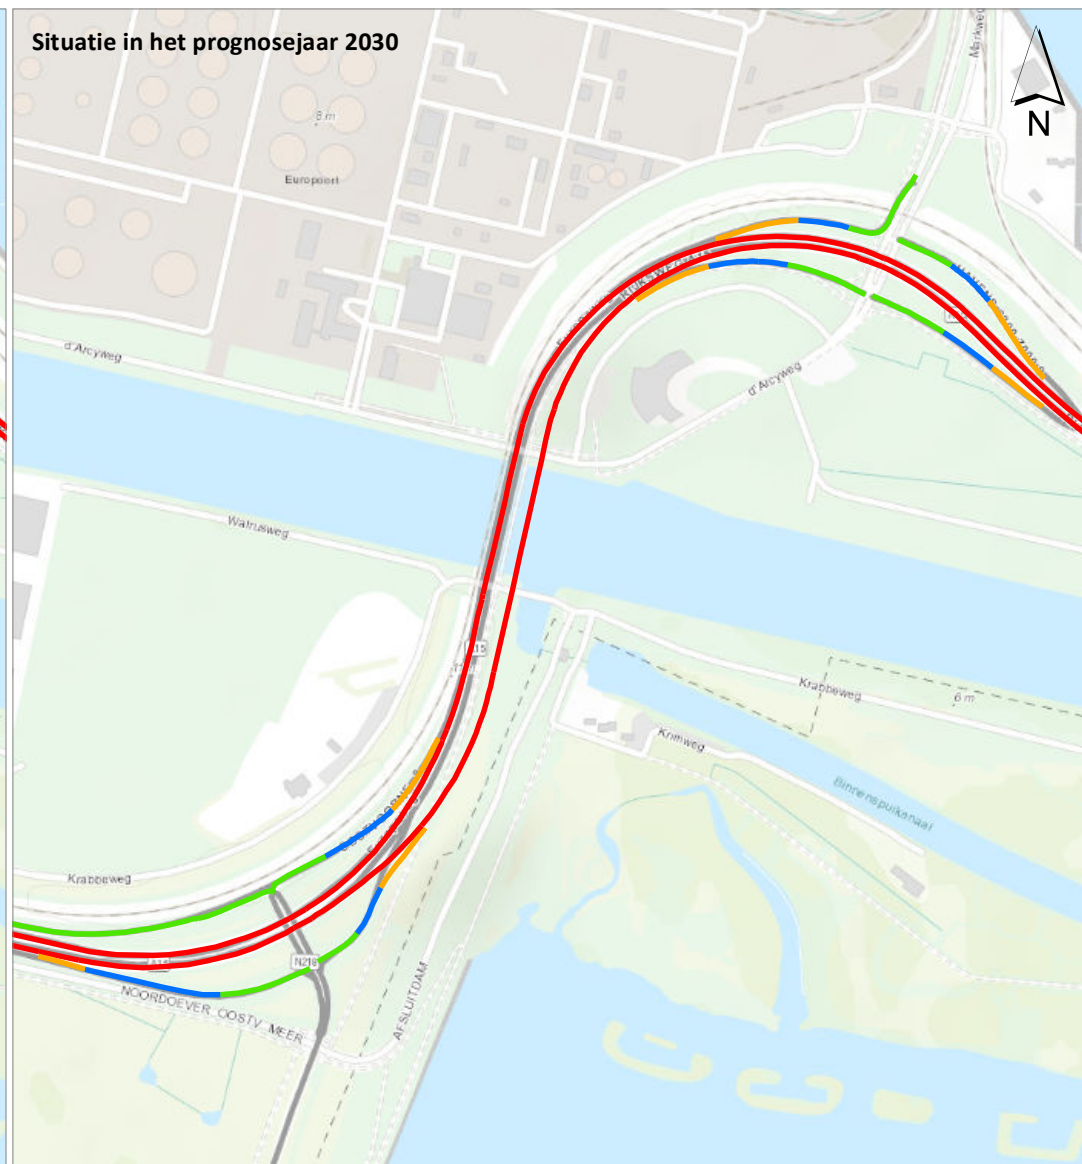 Situatie in het prognosejaar 2030
N
Markweg
8 m
Europoort
d'Arcyweg
d'Arcyweg
Walrusweg
Krabbeweg
6 m
Krimweg
Binnenspuikanaal
Krabbeweg
N218
NOORDOEVER OOSTV MEER
AFSLUITDAM